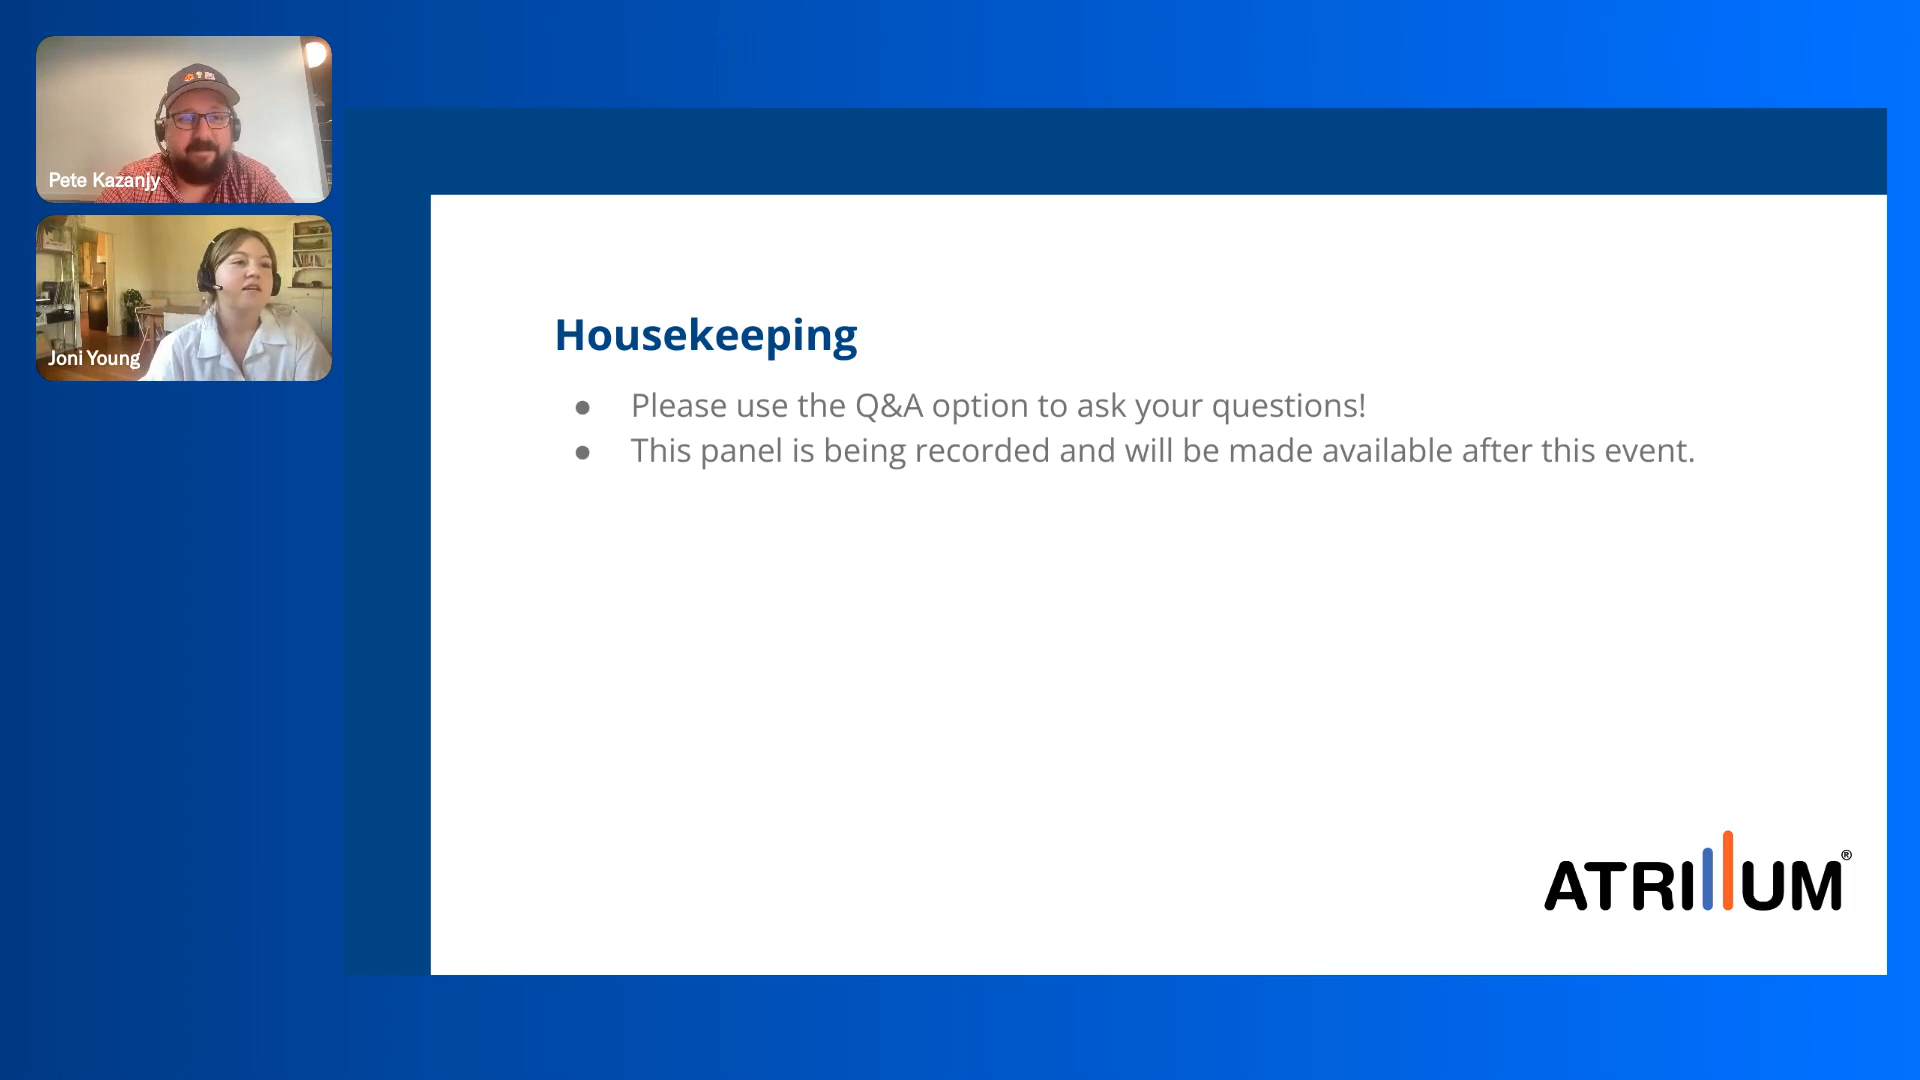 Pete Kazanjy
Joni Young
Housekeeping
● Please use the Q&A option to ask your questions!
● This panel is being recorded and will be made available after this event.
ATRIUM®